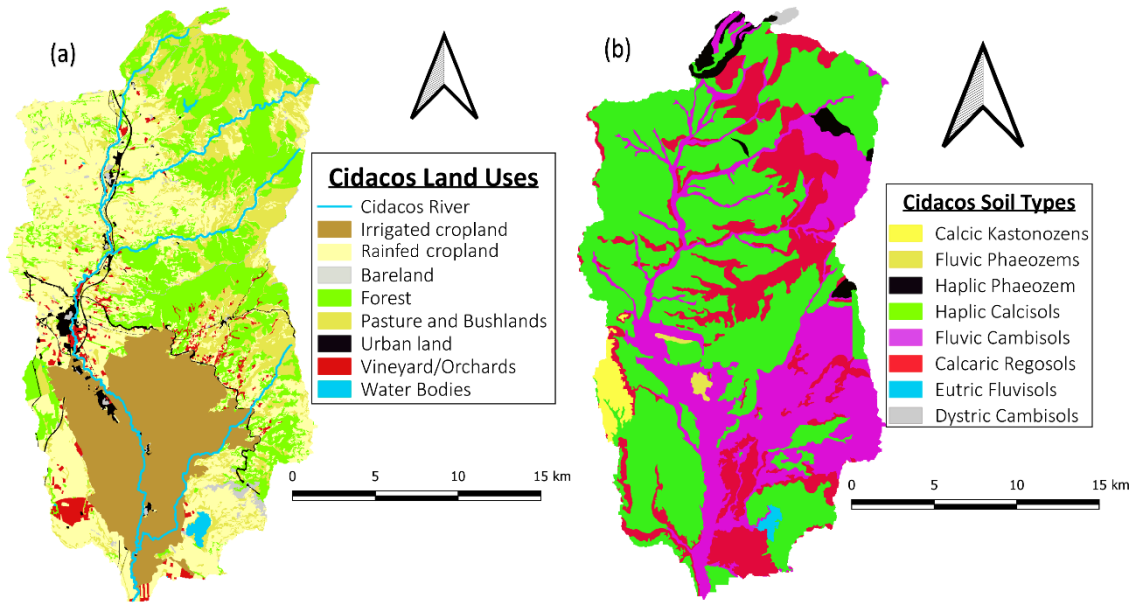 (a)
Cidacos Land Uses
Cidacos River
Irrigated cropland
Rainfed cropland
Bareland
Forest
Pasture and Bushlands
Urban land
Vineyard/Orchards
Water Bodies
0 5 10 15 km
(b)
Cidacos Soil Types
Calcic Kastonozens
Fluvic Phaeozems
Haplic Phaeozem
Haplic Calcisols
Fluvic Cambisols
Calcaric Regosols
Eutric Fluvisols
Dystric Cambisols
0 5 10 15 km